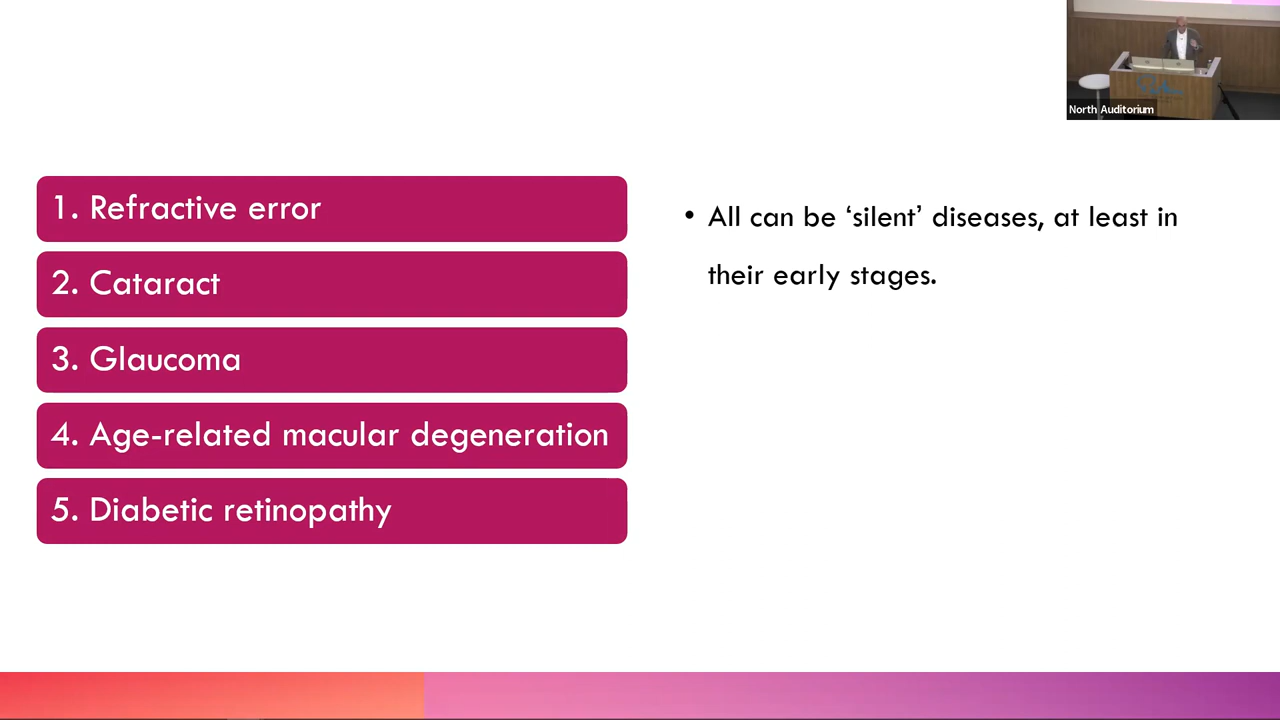 North Auditorium
1. Refractive error
2. Cataract
3. Glaucoma
4. Age-related macular degeneration
5. Diabetic retinopathy
• All can be ‘silent’ diseases, at least in
their early stages.